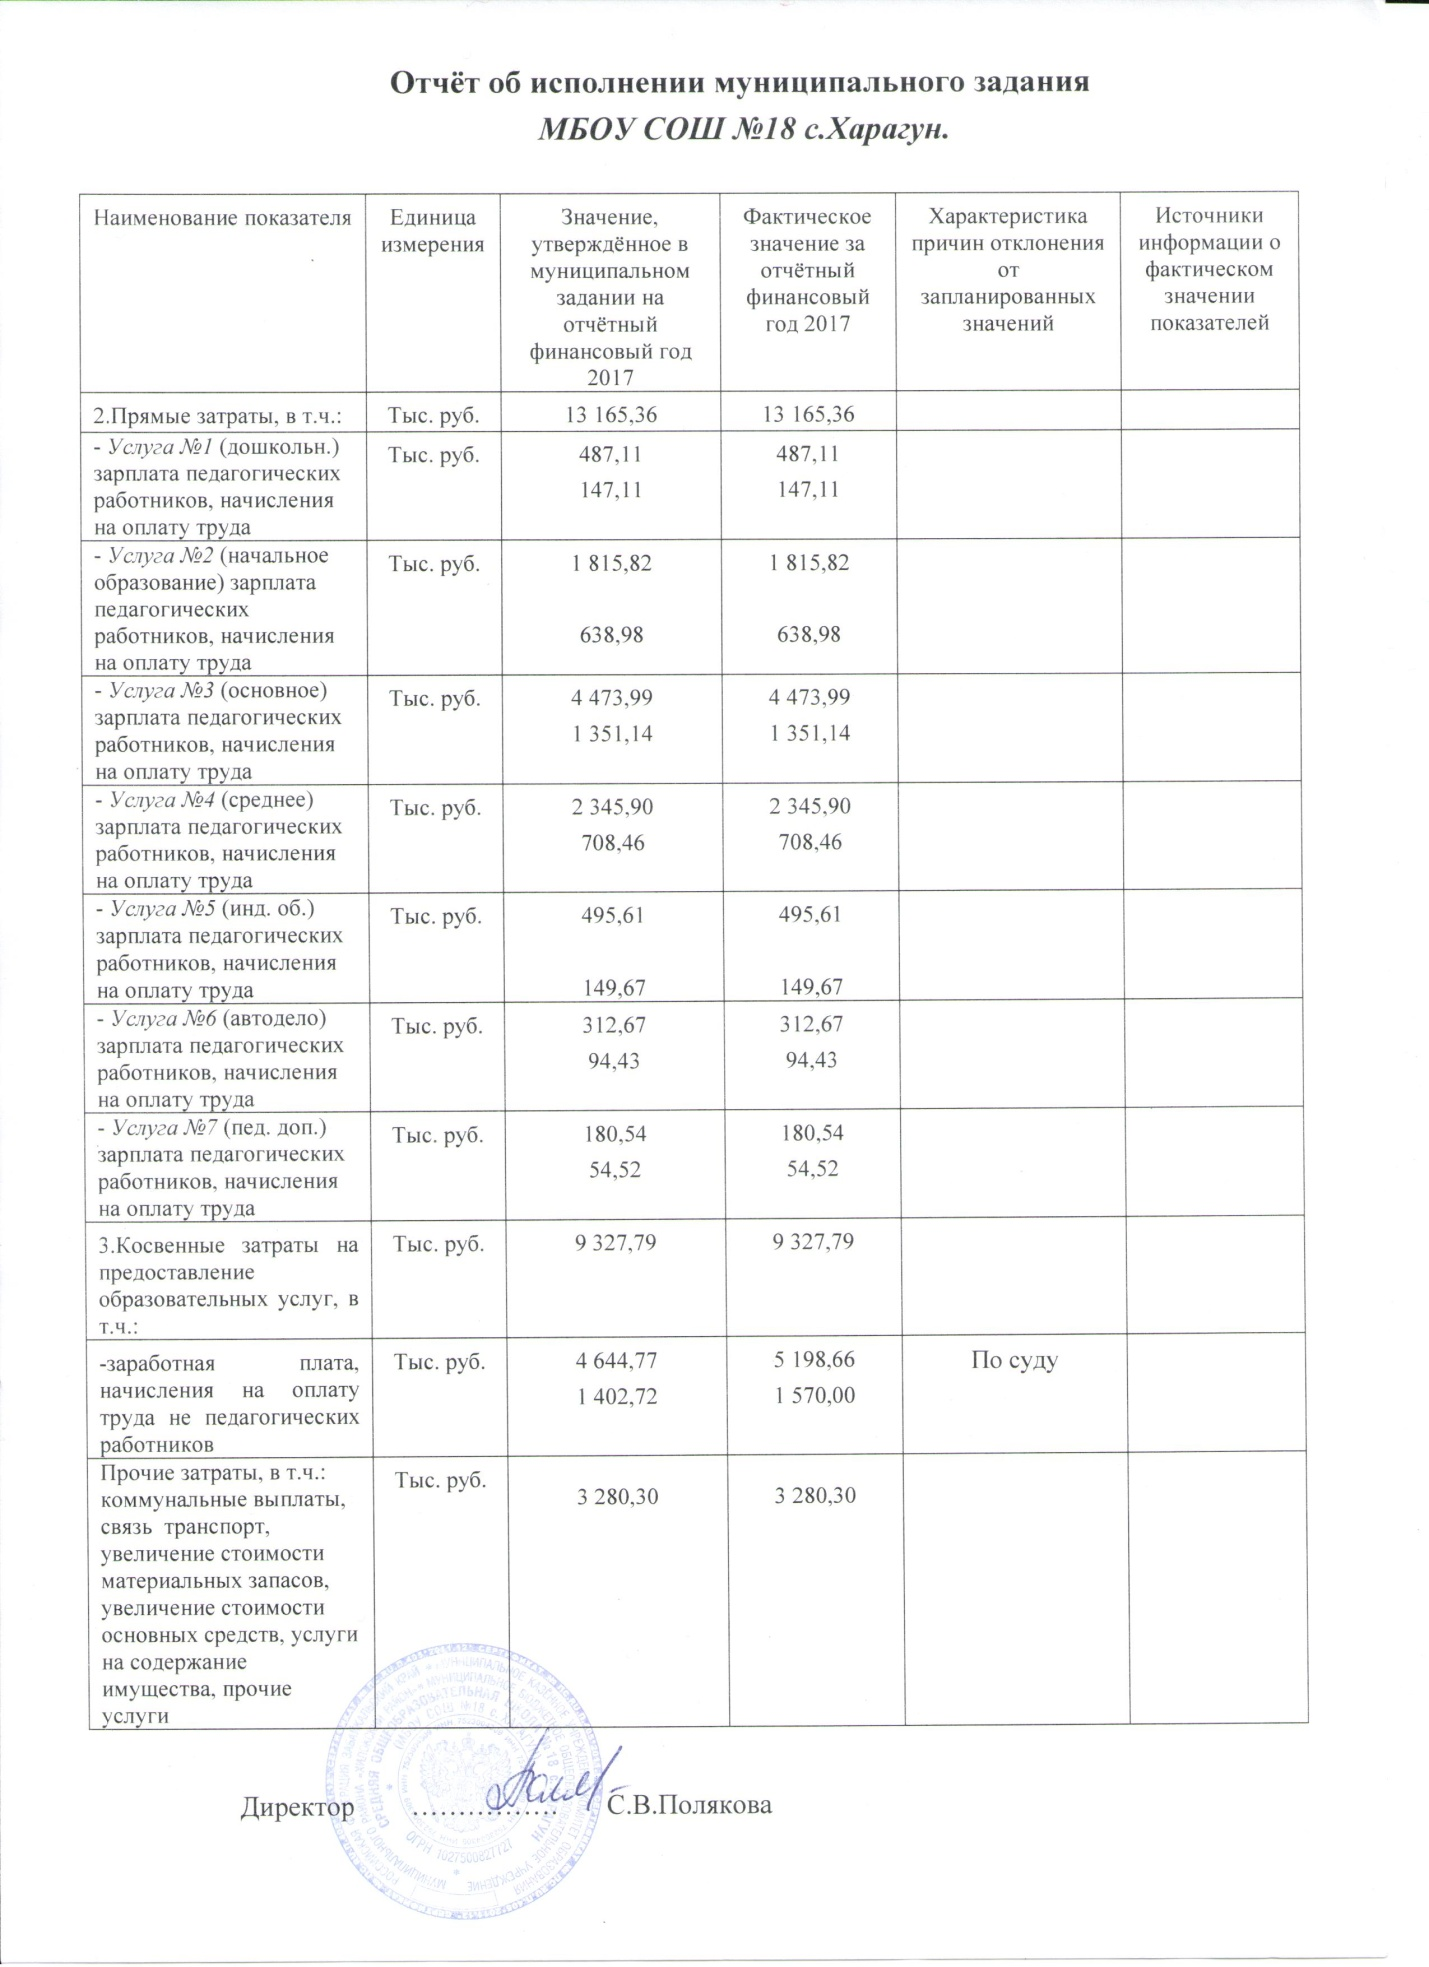 Отчёт об исполнении муниципального задания
МБОУ СОШ №18 с.Харагун.
Наименование показателя
Единица
измерения
Значение,
утверждённое в
муниципальном
задании на
отчётный
финансовый год
2017
Фактическое
значение за
отчётный
финансовый
год 2017
Характеристика
причин отклонения
от
запланированных
значений
Источники
информации о
фактическом
значении
показателей
2.Прямые затраты, в т.ч.:
Тыс. руб.
13 165,36
13 165,36
- Услуга №1 (дошкольн.)
зарплата педагогических
работников, начисления
на оплату труда
Тыс. руб.
487,11
147,11
487,11
147,11
- Услуга №2 (начальное
образование) зарплата
педагогических
работников, начисления
на оплату труда
Тыс. руб.
1 815,82
638,98
1 815,82
638,98
- Услуга №3 (основное)
зарплата педагогических
работников, начисления
на оплату труда
Тыс. руб.
4 473,99
1 351,14
4 473,99
1 351,14
- Услуга №4 (среднее)
зарплата педагогических
работников, начисления
на оплату труда
Тыс. руб.
2 345,90
708,46
2 345,90
708,46
- Услуга №5 (инд. об.)
зарплата педагогических
работников, начисления
на оплату труда
Тыс. руб.
495,61
149,67
495,61
149,67
- Услуга №6 (автодело)
зарплата педагогических
работников, начисления
на оплату труда
Тыс. руб.
312,67
94,43
312,67
94,43
- Услуга №7 (пед. доп.)
зарплата педагогических
работников, начисления
на оплату труда
Тыс. руб.
180,54
54,52
180,54
54,52
3.Косвенные затраты на
предоставление
образовательных услуг, в
т.ч.:
Тыс. руб.
9 327,79
9 327,79
-заработная плата,
начисления на оплату
труда не педагогических
работников
Тыс. руб.
4 644,77
1 402,72
5 198,66
1 570,00
По суду
Прочие затраты, в т.ч.:
коммунальные выплаты,
связь транспорт,
увеличение стоимости
материальных запасов,
увеличение стоимости
основных средств, услуги
на содержание
имущества, прочие
услуги
Тыс. руб.
3 280,30
3 280,30
Директор ................ С.В.Полякова
СРЕДНЯЯ ОБЩЕОБРАЗОВАТЕЛЬНАЯ ШКОЛА №18
ОГРН 1027500827727